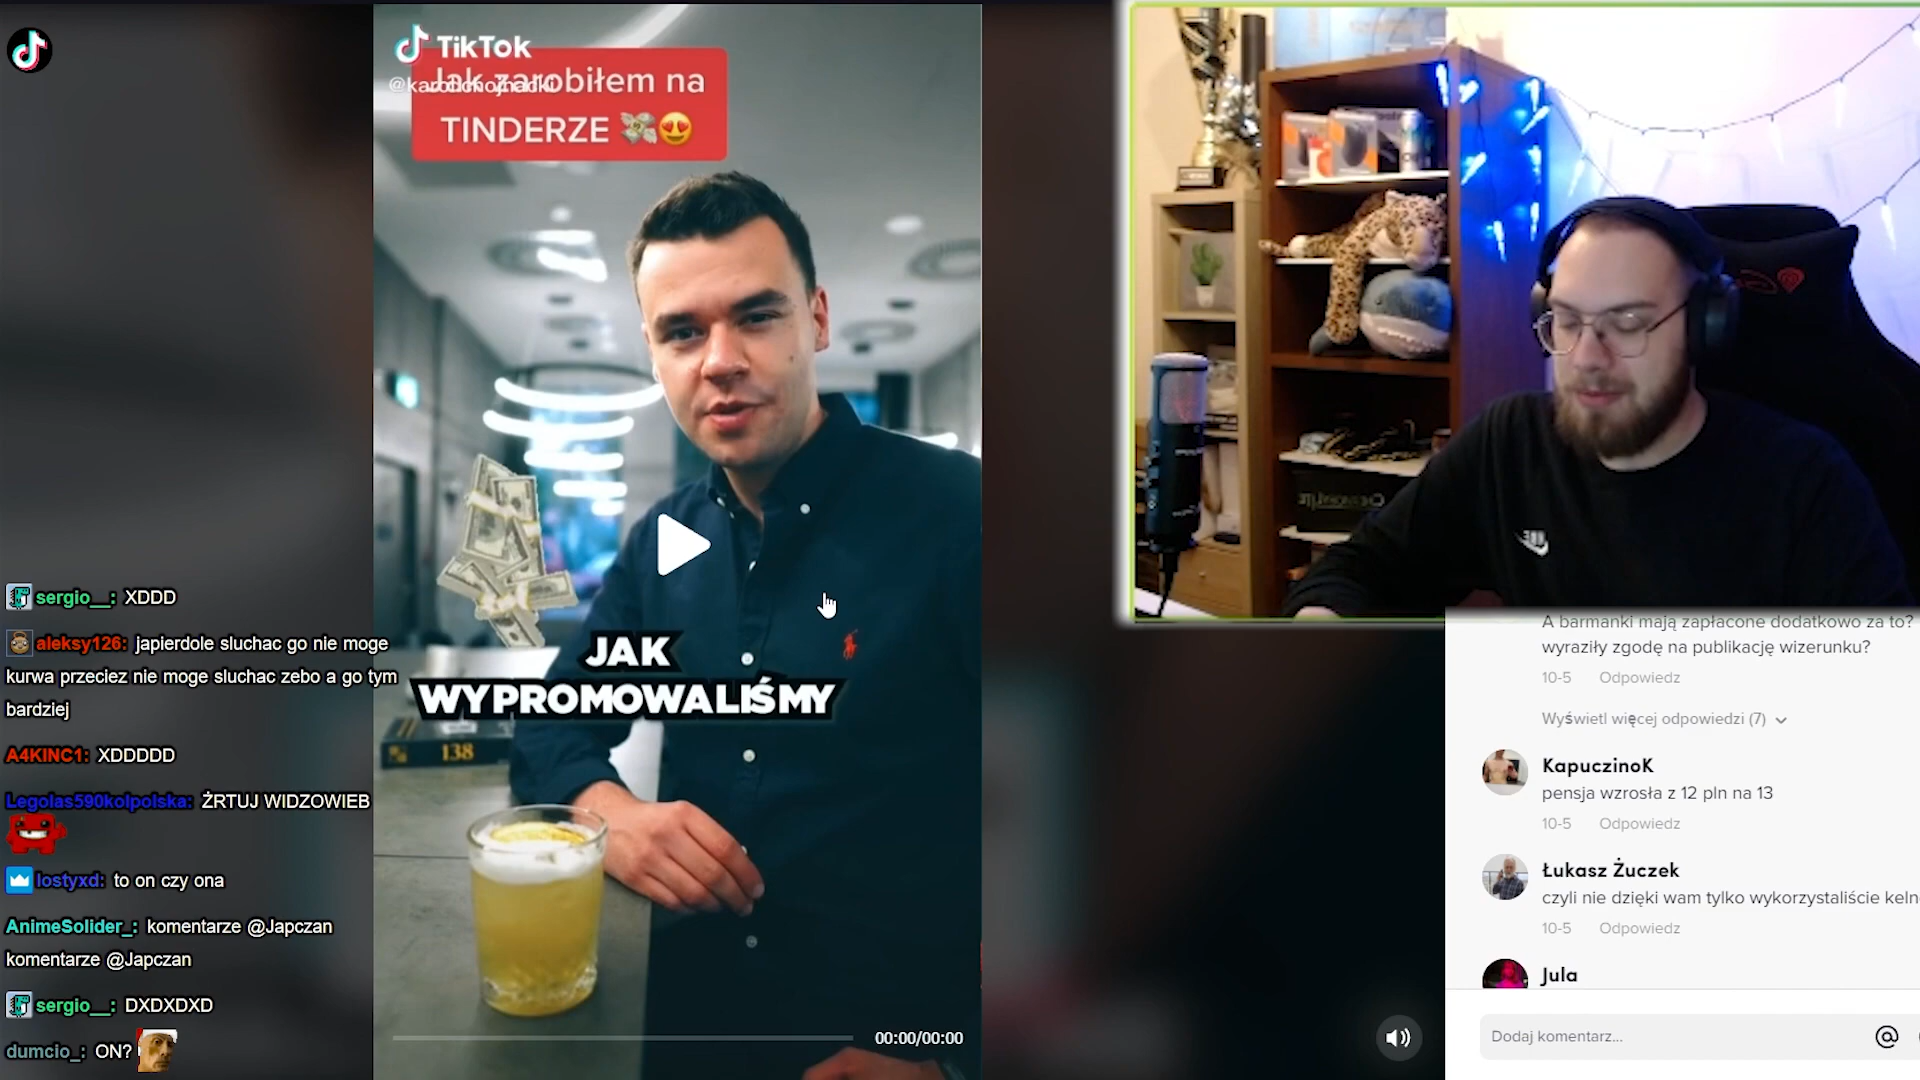 TikTok
Jak zarobiłem na
TINDERZE 💸😍
JAK
WYPROMOWALIŚMY
138
00:00/00:00
sergio__: XDDD
aleksy126: japierdole sluchac go nie moge
kurwa przeciez nie moge sluchac zebo a go tym
bardziej
A4KINC1: XDDDDD
Legolas590kolpolska: ŻRTUJ WIDZOWIEB
lostyxd: to on czy ona
AnimeSolider_: komentarze @Japczan
komentarze @Japczan
sergio__: DXDXDXD
dumcio_: ON?
A barmanki mają zapłacone dodatkowo za to?
wyraziły zgodę na publikację wizerunku?
10-5 Odpowiedz
Wyświetl więcej odpowiedzi (7)
KapuczinoK
pensja wzrosła z 12 pln na 13
10-5 Odpowiedz
Łukasz Żuczek
czyli nie dzięki wam tylko wykorzystaliście keln
10-5 Odpowiedz
Jula
Dodaj komentarz...
@